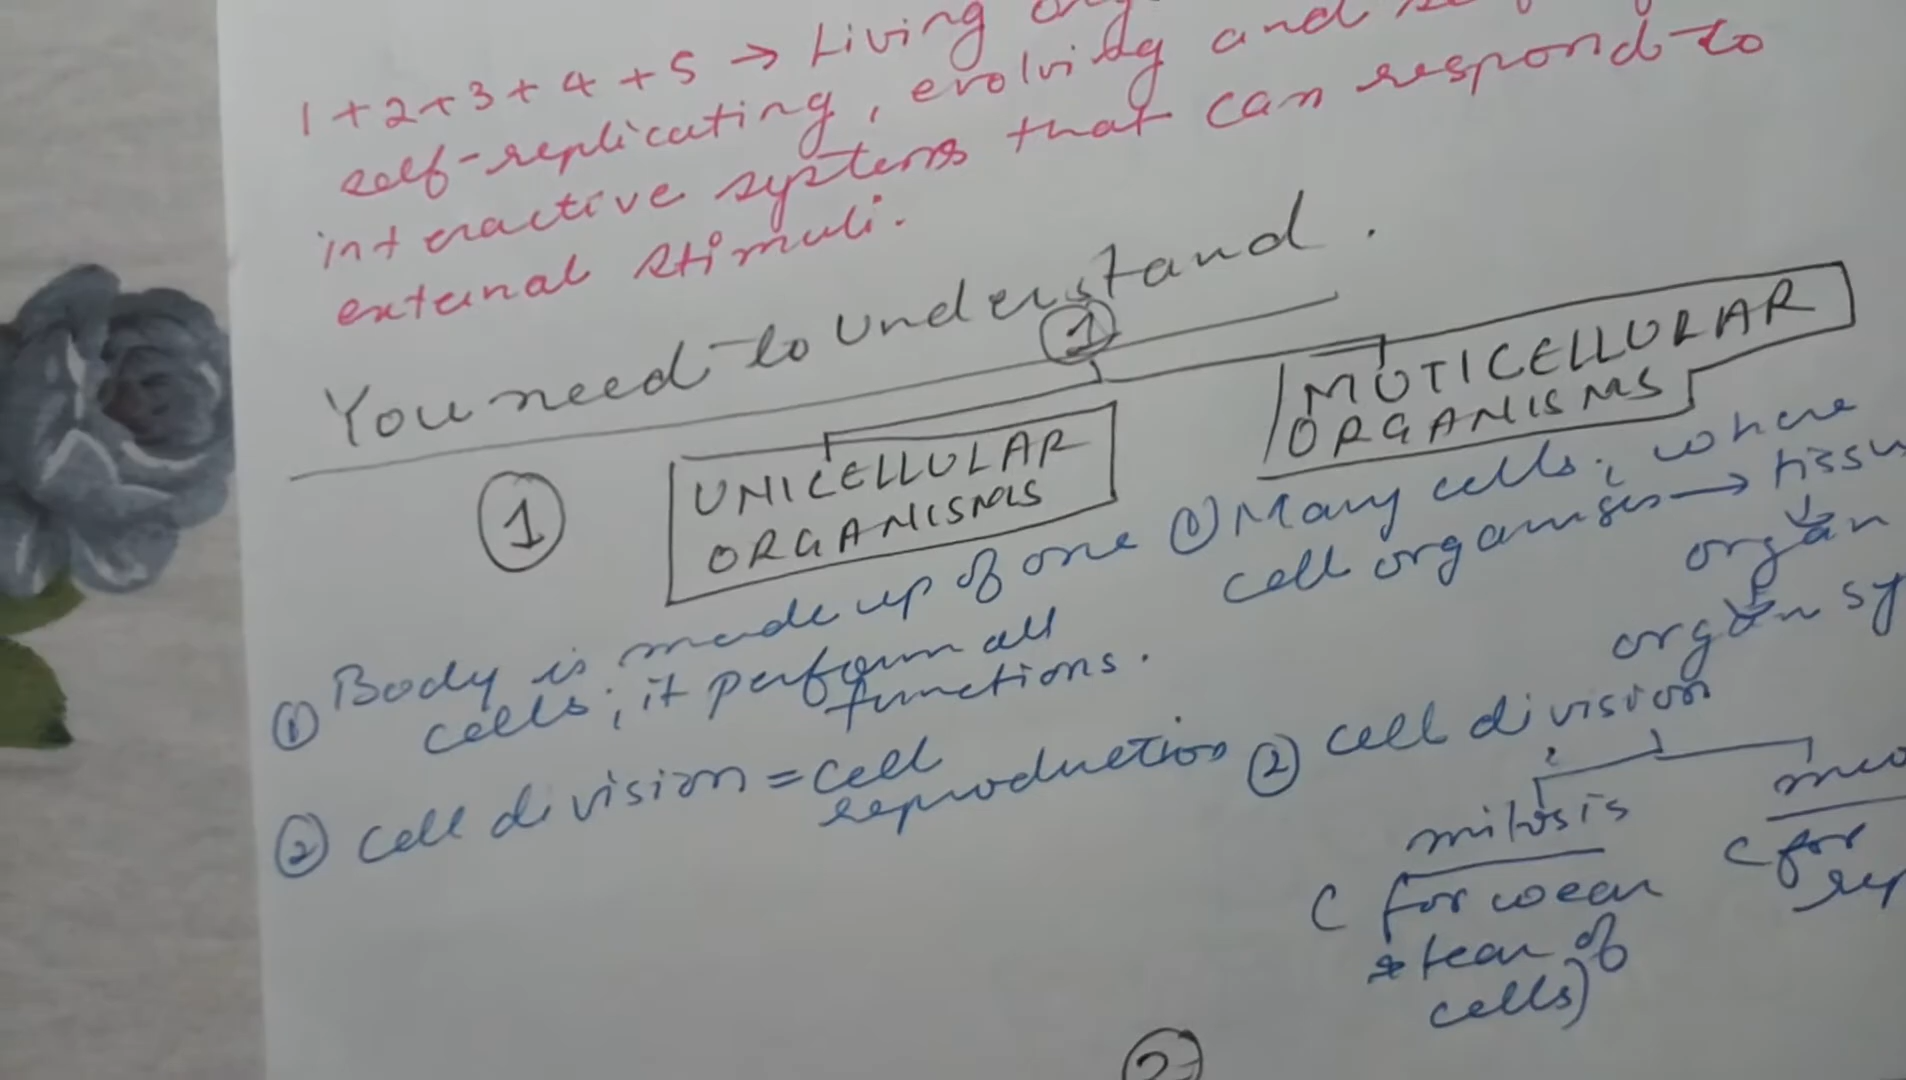 1+2+3+4+5 → Living
self-replicating, evolving and
interactive systems that can respond to
external stimuli.
You need to understand.
1
1
UNICELLULAR
ORGANISMS
MUTICELLULAR
ORGANISMS
① Body is made up of one
cells; it perform all
functions.
② cell division = cell
reproduction
① Many cells, where
cell organises → tissu
organ
organ sy
② cell division
mitosis
( for wear
& tear of
cells)
( for
2